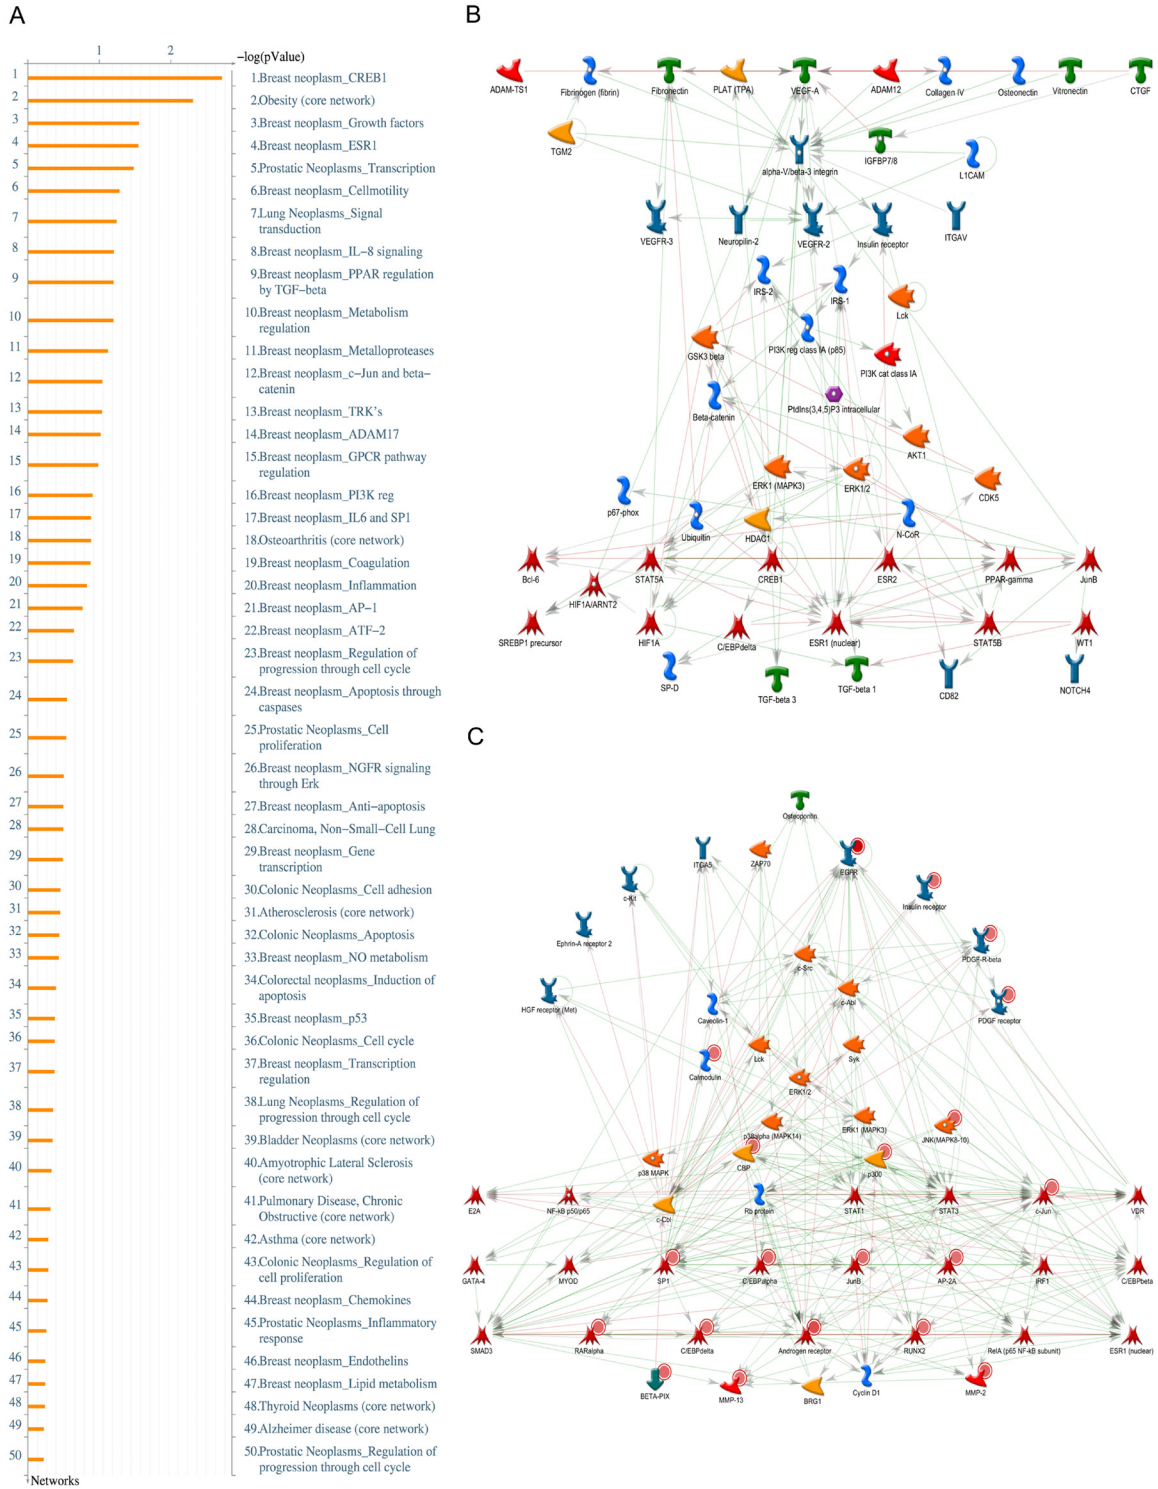 A
1 2
−log(pValue)
1 1.Breast neoplasm_CREB1
2 2.Obesity (core network)
3 3.Breast neoplasm_Growth factors
4 4.Breast neoplasm_ESR1
5 5.Prostatic Neoplasms_Transcription
6 6.Breast neoplasm_Cellmotility
7 7.Lung Neoplasms_Signal
transduction
8 8.Breast neoplasm_IL−8 signaling
9 9.Breast neoplasm_PPAR regulation
by TGF−beta
10 10.Breast neoplasm_Metabolism
regulation
11 11.Breast neoplasm_Metalloproteases
12 12.Breast neoplasm_c−Jun and beta−
catenin
13 13.Breast neoplasm_TRK's
14 14.Breast neoplasm_ADAM17
15 15.Breast neoplasm_GPCR pathway
regulation
16 16.Breast neoplasm_PI3K reg
17 17.Breast neoplasm_IL6 and SP1
18 18.Osteoarthritis (core network)
19 19.Breast neoplasm_Coagulation
20 20.Breast neoplasm_Inflammation
21 21.Breast neoplasm_AP−1
22 22.Breast neoplasm_ATF−2
23 23.Breast neoplasm_Regulation of
progression through cell cycle
24 24.Breast neoplasm_Apoptosis through
caspases
25 25.Prostatic Neoplasms_Cell
proliferation
26 26.Breast neoplasm_NGFR signaling
through Erk
27 27.Breast neoplasm_Anti−apoptosis
28 28.Carcinoma, Non−Small−Cell Lung
29 29.Breast neoplasm_Gene
transcription
30 30.Colonic Neoplasms_Cell adhesion
31 31.Atherosclerosis (core network)
32 32.Colonic Neoplasms_Apoptosis
33 33.Breast neoplasm_NO metabolism
34 34.Colorectal neoplasms_Induction of
apoptosis
35 35.Breast neoplasm_p53
36 36.Colonic Neoplasms_Cell cycle
37 37.Breast neoplasm_Transcription
regulation
38 38.Lung Neoplasms_Regulation of
progression through cell cycle
39 39.Bladder Neoplasms (core network)
40 40.Amyotrophic Lateral Sclerosis
(core network)
41 41.Pulmonary Disease, Chronic
Obstructive (core network)
42 42.Asthma (core network)
43 43.Colonic Neoplasms_Regulation of
cell proliferation
44 44.Breast neoplasm_Chemokines
45 45.Prostatic Neoplasms_Inflammatory
response
46 46.Breast neoplasm_Endothelins
47 47.Breast neoplasm_Lipid metabolism
48 48.Thyroid Neoplasms (core network)
49 49.Alzheimer disease (core network)
50 50.Prostatic Neoplasms_Regulation of
progression through cell cycle
Networks
B
ADAM-TS1 Fibrinogen (fibrin) Fibronectin PLAT (TPA) VEGF-A ADAM12 Collagen IV Osteonectin Vitronectin CTGF
TGM2 alpha-V/beta-3 integrin IGFBP7/8 L1CAM
VEGFR-3 Neuropilin-2 VEGFR-2 Insulin receptor ITGAV
IRS-2 IRS-1 Lck
GSK3 beta PI3K reg class IA (p85)
PI3K cat class IA
Beta-catenin PtdIns(3,4,5)P3 intracellular
AKT1
ERK1 (MAPK3) ERK1/2 CDK5
p67-phox Ubiquitin HDAC1 N-CoR
Bcl-6 STAT5A CREB1 ESR2 PPAR-gamma JunB
HIF1A/ARNT2
SREBP1 precursor HIF1A C/EBPdelta ESR1 (nuclear) STAT5B WT1
SP-D TGF-beta 3 TGF-beta 1 CD82 NOTCH4
C
Osteopontin
ITGA5 ZAP70 EGFR
c-Kit Insulin receptor
Ephrin-A receptor 2 c-Src PDGF-R-beta
HGF receptor (Met) Caveolin-1 c-Abl PDGF receptor
Calmodulin Lck Syk
ERK1/2
p38alpha (MAPK14) ERK1 (MAPK3) JNK(MAPK8-10)
p38 MAPK CBP p300
E2A NF-kB p50/p65 c-Cbl Rb protein STAT1 STAT3 c-Jun VDR
GATA-4 MYOD SP1 C/EBPalpha JunB AP-2A IRF1 C/EBPbeta
SMAD3 RARalpha C/EBPdelta Androgen receptor RUNX2 RelA (p65 NF-kB subunit) ESR1 (nuclear)
BETA-PIX MMP-13 BRG1 Cyclin D1 MMP-2